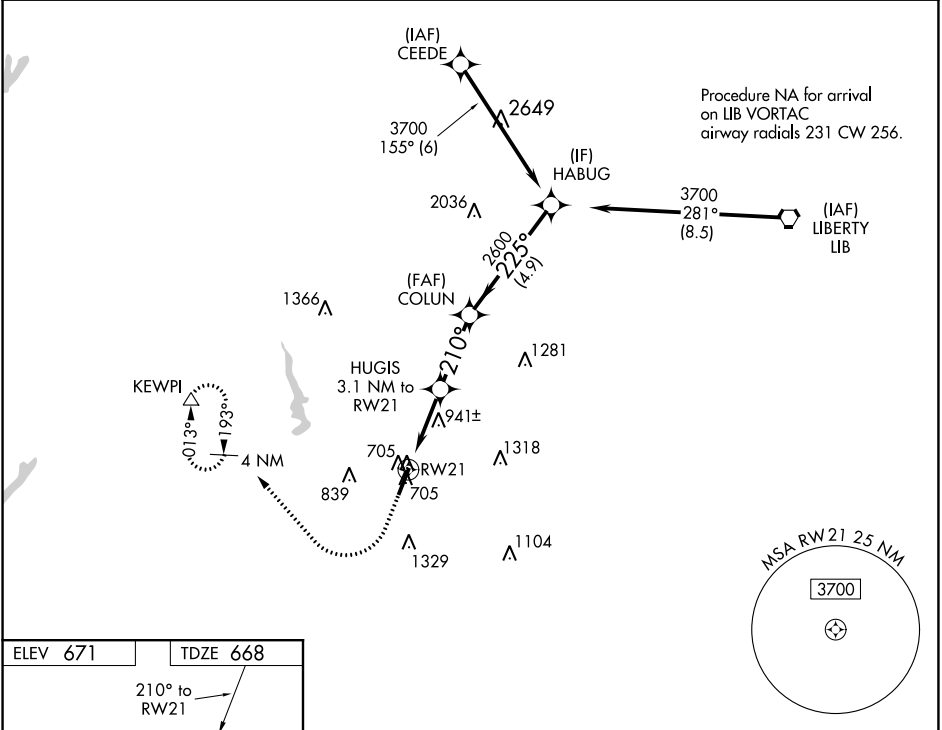 (IAF)
CEEDE
2649
3700
155° (6)
Procedure NA for arrival
on LIB VORTAC
airway radials 231 CW 256.
(IF)
HABUG
2036
3700
281°
(8.5)
(IAF)
LIBERTY
LIB
2600
225°
(4.9)
(FAF)
COLUN
1366
210°
1281
HUGIS
3.1 NM to
RW21
KEWPI
013°
193°
4 NM
941±
705
RW21
1318
839
705
1329
1104
MSA RW21 25 NM
3700
ELEV 671
TDZE 668
210° to
RW21